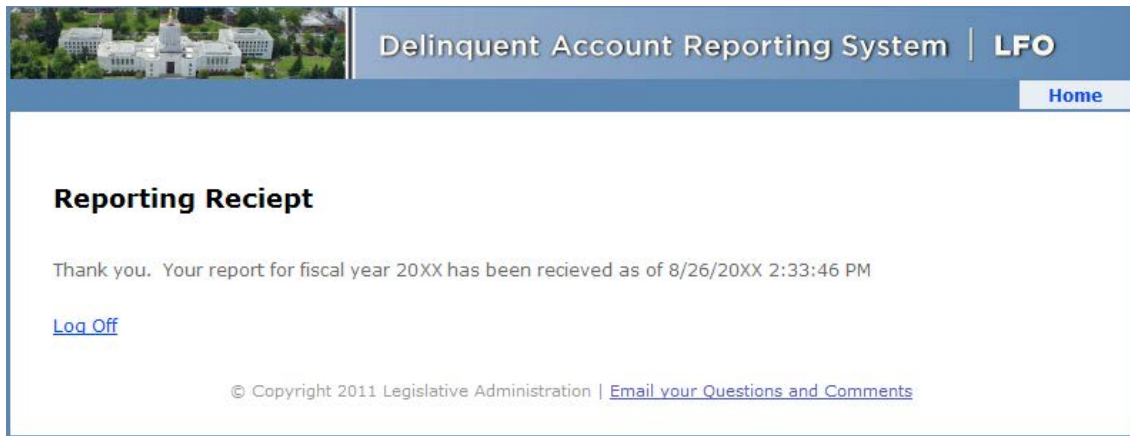 Delinquent Account Reporting System | LFO
Home
Reporting Reciept
Thank you. Your report for fiscal year 20XX has been recieved as of 8/26/20XX 2:33:46 PM
Log Off
© Copyright 2011 Legislative Administration | Email your Questions and Comments